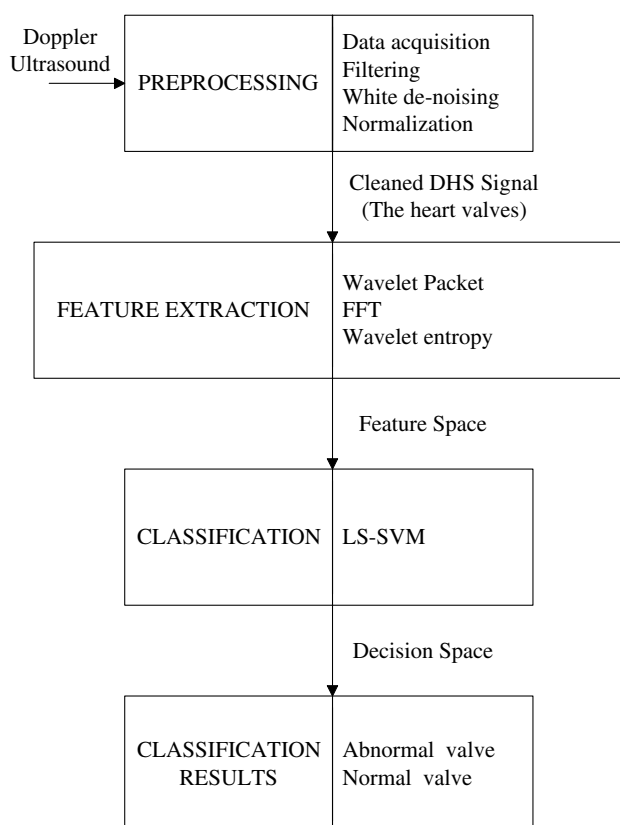 Doppler
Ultrasound
PREPROCESSING
Data acquisition
Filtering
White de-noising
Normalization
Cleaned DHS Signal
(The heart valves)
FEATURE EXTRACTION
Wavelet Packet
FFT
Wavelet entropy
Feature Space
CLASSIFICATION
LS-SVM
Decision Space
CLASSIFICATION
RESULTS
Abnormal valve
Normal valve